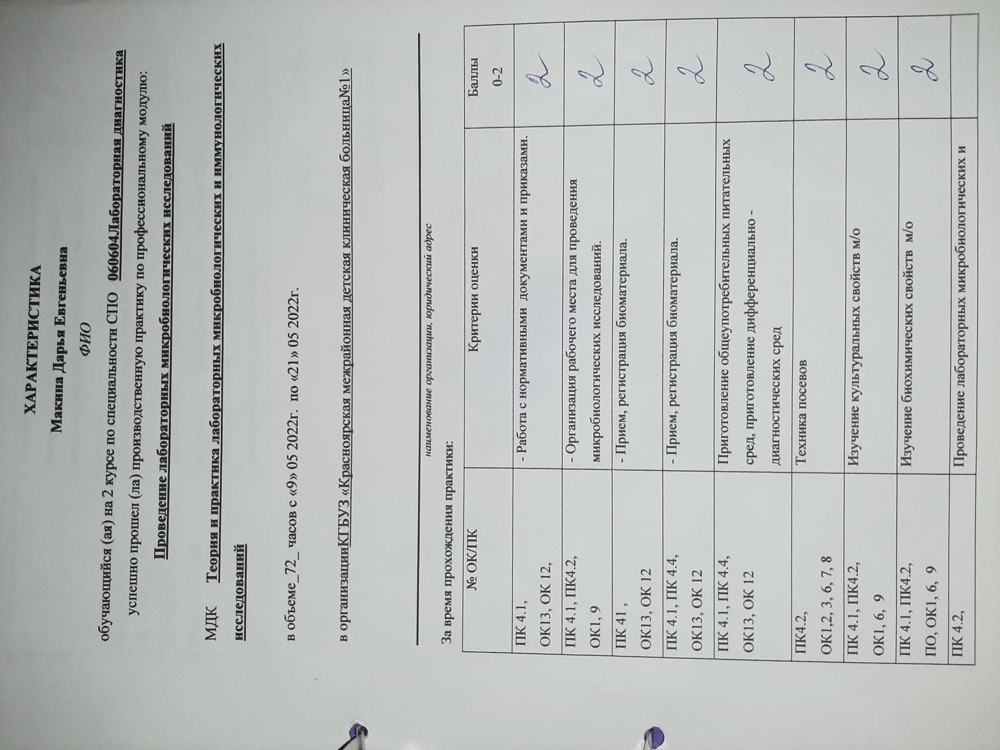 ХАРАКТЕРИСТИКА
Макина Дарья Евгеньевна
ФИО
обучающийся (ая) на 2 курсе по специальности СПО 060604.Лабораторная диагностика
успешно прошел (ла) производственную практику по профессиональному модулю:
Проведение лабораторных микробиологических исследований
МДК Теория и практика лабораторных микробиологических и иммунологических
исследований
в объеме_72_ часов с «9» 05 2022г. по «21» 05 2022г.
в организацииКГБУЗ «Красноярская межрайонная детская клиническая больница№1»
наименование организации, юридический адрес
За время прохождения практики:
№ ОК/ПК Критерии оценки Баллы
0-2
ПК 4.1, - Работа с нормативными документами и приказами. 2
ОК13, ОК 12,
ПК 4.1, ПК4.2, - Организация рабочего места для проведения 2
ОК1, 9 микробиологических исследований.
ПК 41 , - Прием, регистрация биоматериала. 2
ОК13, ОК 12
ПК 4.1, ПК 4.4, - Прием, регистрация биоматериала. 2
ОК13, ОК 12
ПК 4.1, ПК 4.4, Приготовление общеупотребительных питательных 2
ОК13, ОК 12 сред, приготовление дифференциально -
диагностических сред
ПК4.2, Техника посевов 2
ОК1,2, 3, 6, 7, 8
ПК 4.1, ПК4.2, Изучение культуральных свойств м/о 2
ОК1, 6, 9
ПК 4.1, ПК4.2, Изучение биохимических свойств м/о 2
ПО, ОК1, 6, 9
ПК 4.2, Проведение лабораторных микробиологических и